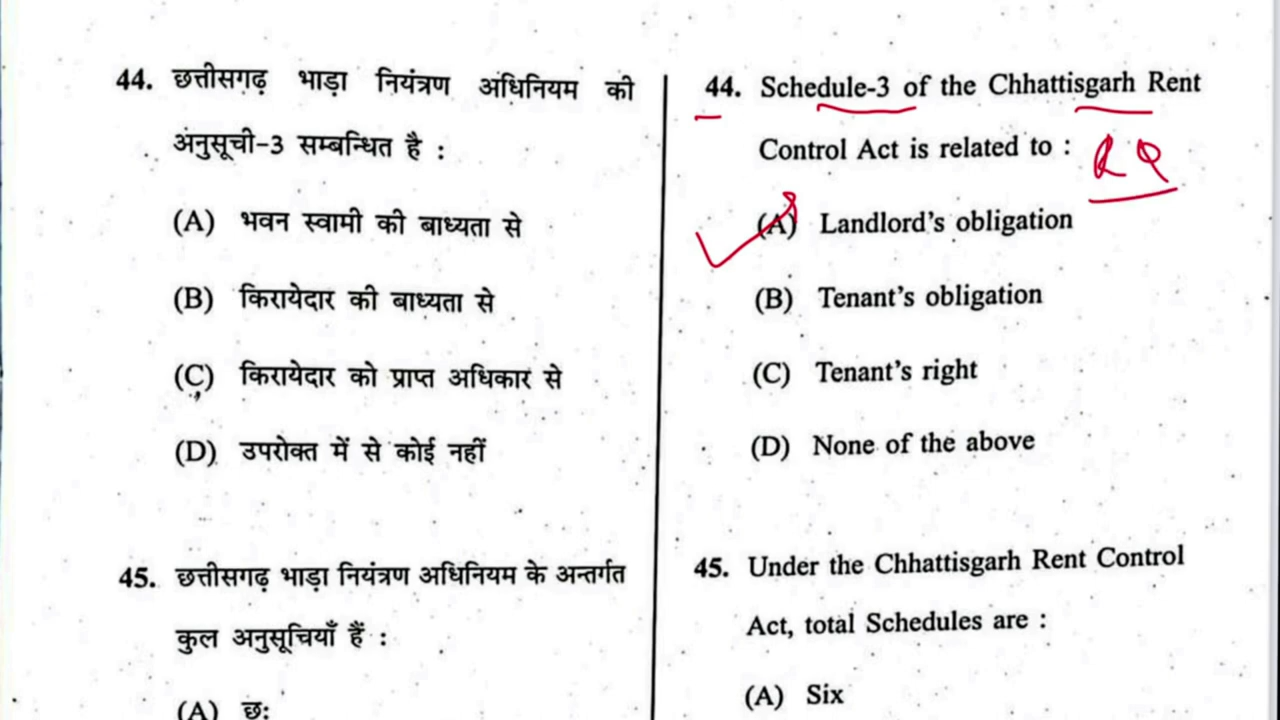 44. छत्तीसगढ़ भाड़ा नियंत्रण अधिनियम की
अनुसूची-3 सम्बन्धित है :
(A) भवन स्वामी की बाध्यता से
(B) किरायेदार की बाध्यता से
(C) किरायेदार को प्राप्त अधिकार से
(D) उपरोक्त में से कोई नहीं
45. छत्तीसगढ़ भाड़ा नियंत्रण अधिनियम के अन्तर्गत
कुल अनुसूचियाँ हैं :
(A) छः
44. Schedule-3 of the Chhattisgarh Rent
Control Act is related to :
(A) Landlord's obligation
(B) Tenant's obligation
(C) Tenant's right
(D) None of the above
45. Under the Chhattisgarh Rent Control
Act, total Schedules are :
(A) Six